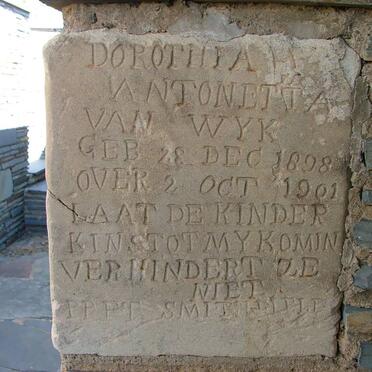 DOROTHIA H
ANTONETTA
VAN WYK
GEB 28 DEC 1898
OVER 2 OCT 1901
LAAT DE KINDER
KINS TOT MY KOMIN
VERHINDERT ZE
NIET
SMIT